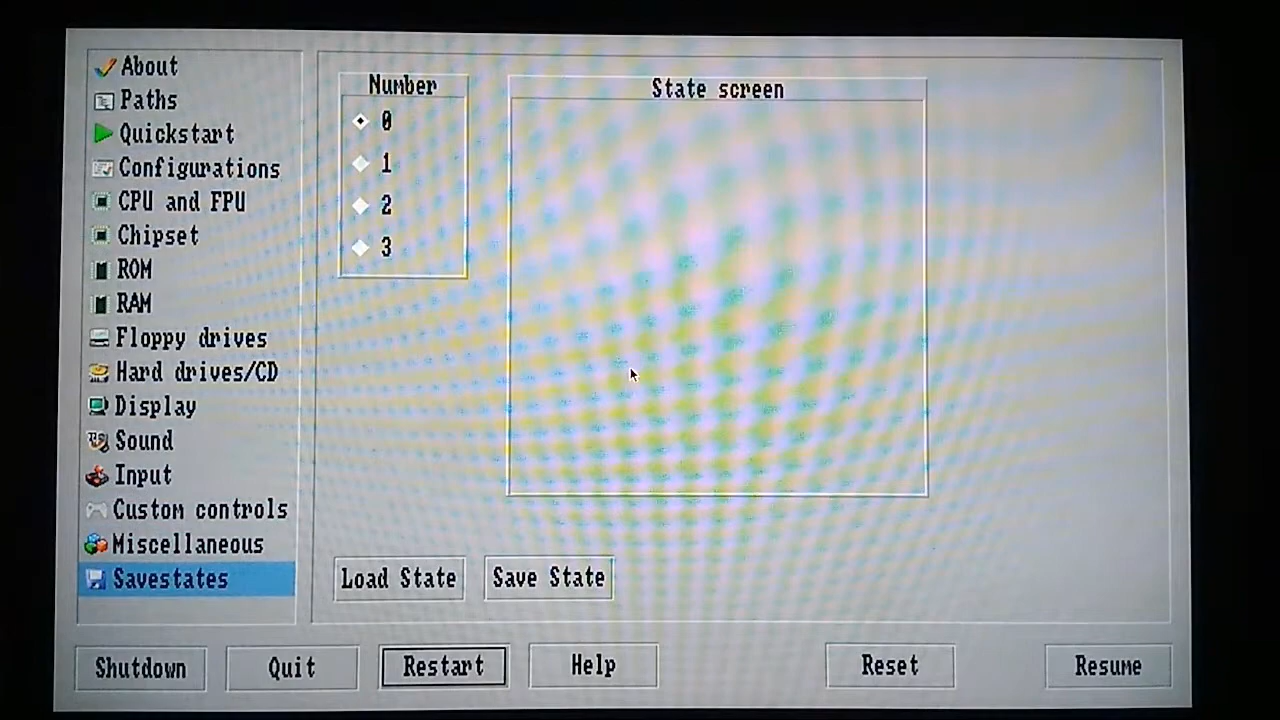 About
Paths
Quickstart
Configurations
CPU and FPU
Chipset
ROM
RAM
Floppy drives
Hard drives/CD
Display
Sound
Input
Custom controls
Miscellaneous
Savestates
Number
0
1
2
3
State screen
Load State
Save State
Shutdown
Quit
Restart
Help
Reset
Resume